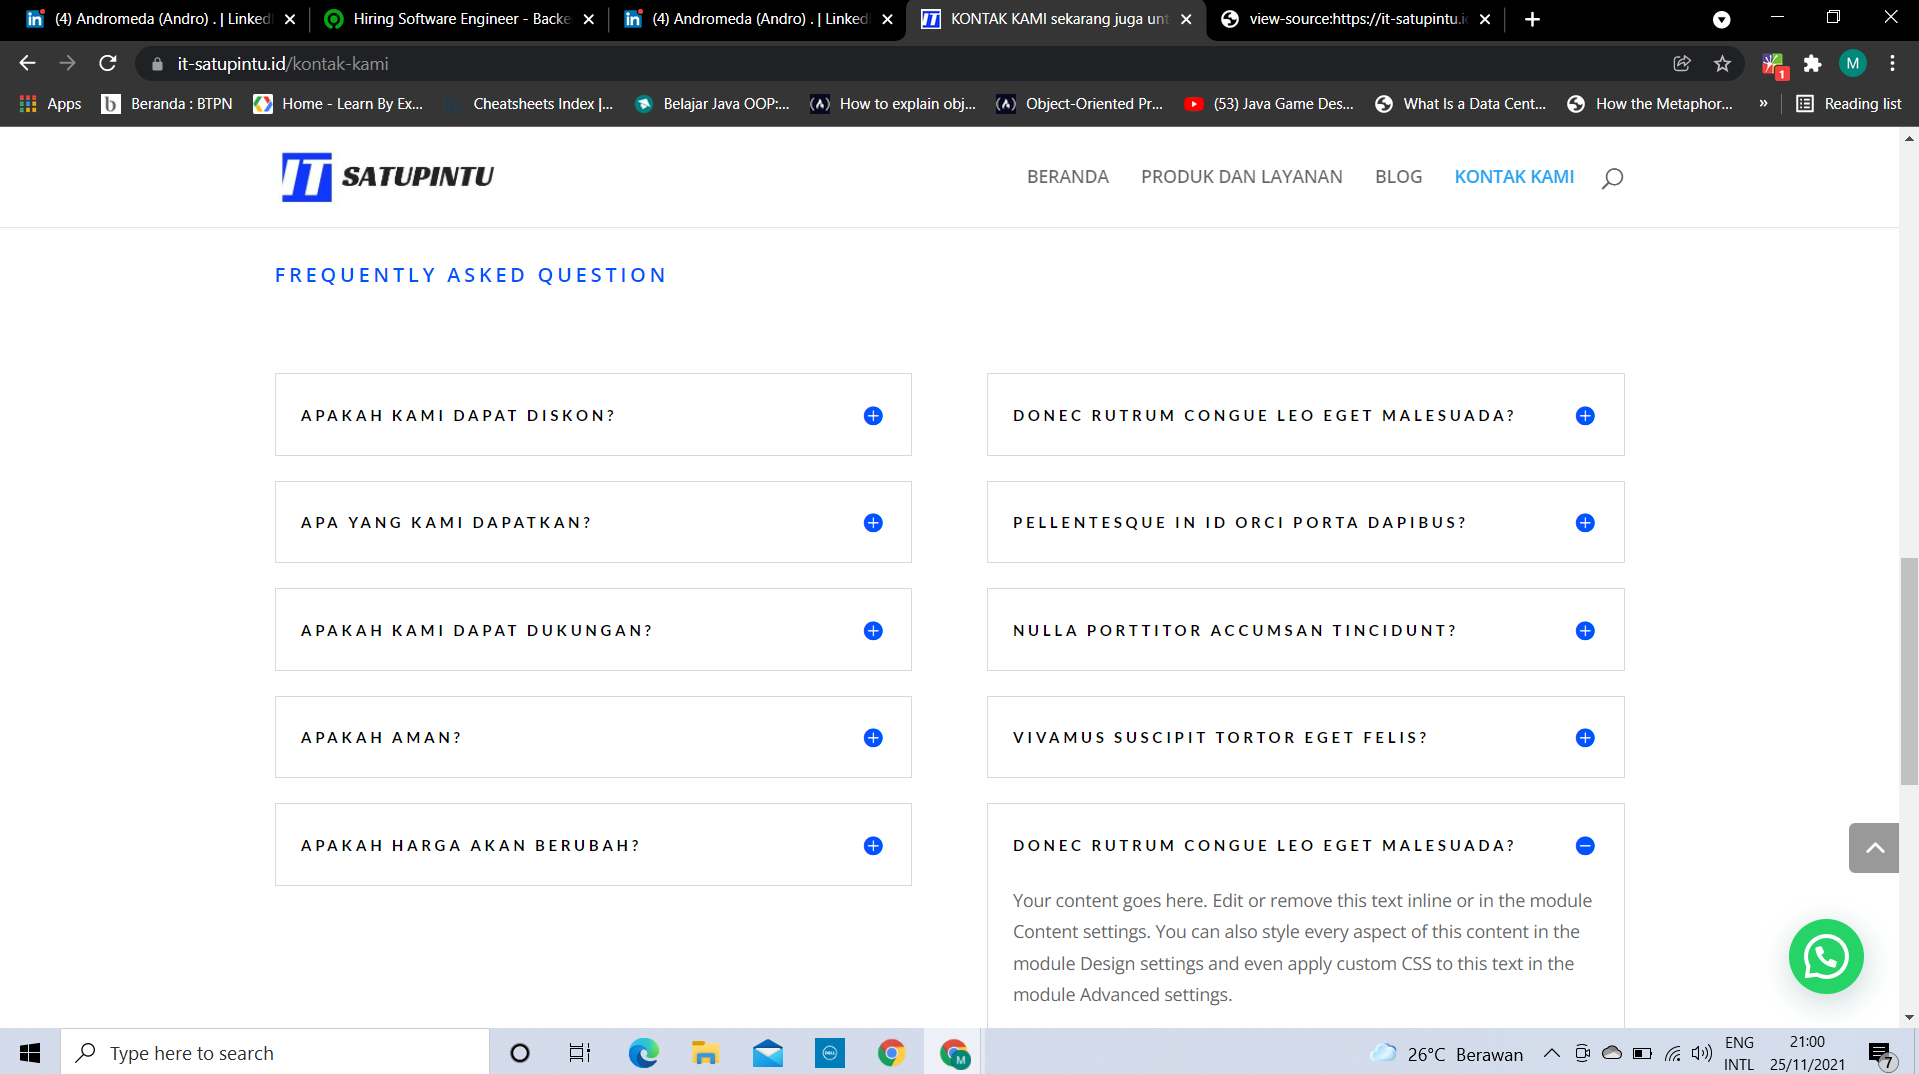 (4) Andromeda (Andro) . | Linked
Hiring Software Engineer - Backe
(4) Andromeda (Andro) . | Linked
KONTAK KAMI sekarang juga unt
view-source:https://it-satupintu.i
it-satupintu.id/kontak-kami
1
M
Apps
Beranda : BTPN
Home - Learn By Ex...
Cheatsheets Index |...
Belajar Java OOP:...
How to explain obj...
Object-Oriented Pr...
(53) Java Game Des...
What Is a Data Cent...
How the Metaphor...
»
Reading list
IT SATUPINTU
BERANDA
PRODUK DAN LAYANAN
BLOG
KONTAK KAMI
FREQUENTLY ASKED QUESTION
APAKAH KAMI DAPAT DISKON?
APA YANG KAMI DAPATKAN?
APAKAH KAMI DAPAT DUKUNGAN?
APAKAH AMAN?
APAKAH HARGA AKAN BERUBAH?
DONEC RUTRUM CONGUE LEO EGET MALESUADA?
PELLENTESQUE IN ID ORCI PORTA DAPIBUS?
NULLA PORTTITOR ACCUMSAN TINCIDUNT?
VIVAMUS SUSCIPIT TORTOR EGET FELIS?
DONEC RUTRUM CONGUE LEO EGET MALESUADA?
Your content goes here. Edit or remove this text inline or in the module
Content settings. You can also style every aspect of this content in the
module Design settings and even apply custom CSS to this text in the
module Advanced settings.
Type here to search
DELL
M
26°C Berawan
ENG
INTL
21:00
25/11/2021
7